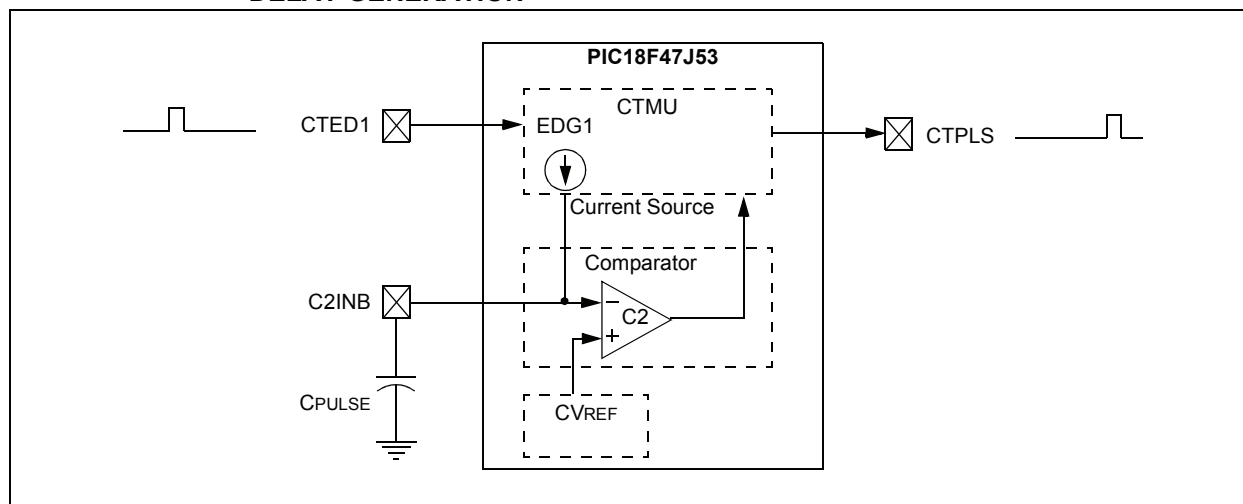 DELAY GENERATION
PIC18F47J53
CTMU
CTED1
EDG1
CTPLS
Current Source
Comparator
C2INB
–
C2
+
CPULSE
CVREF